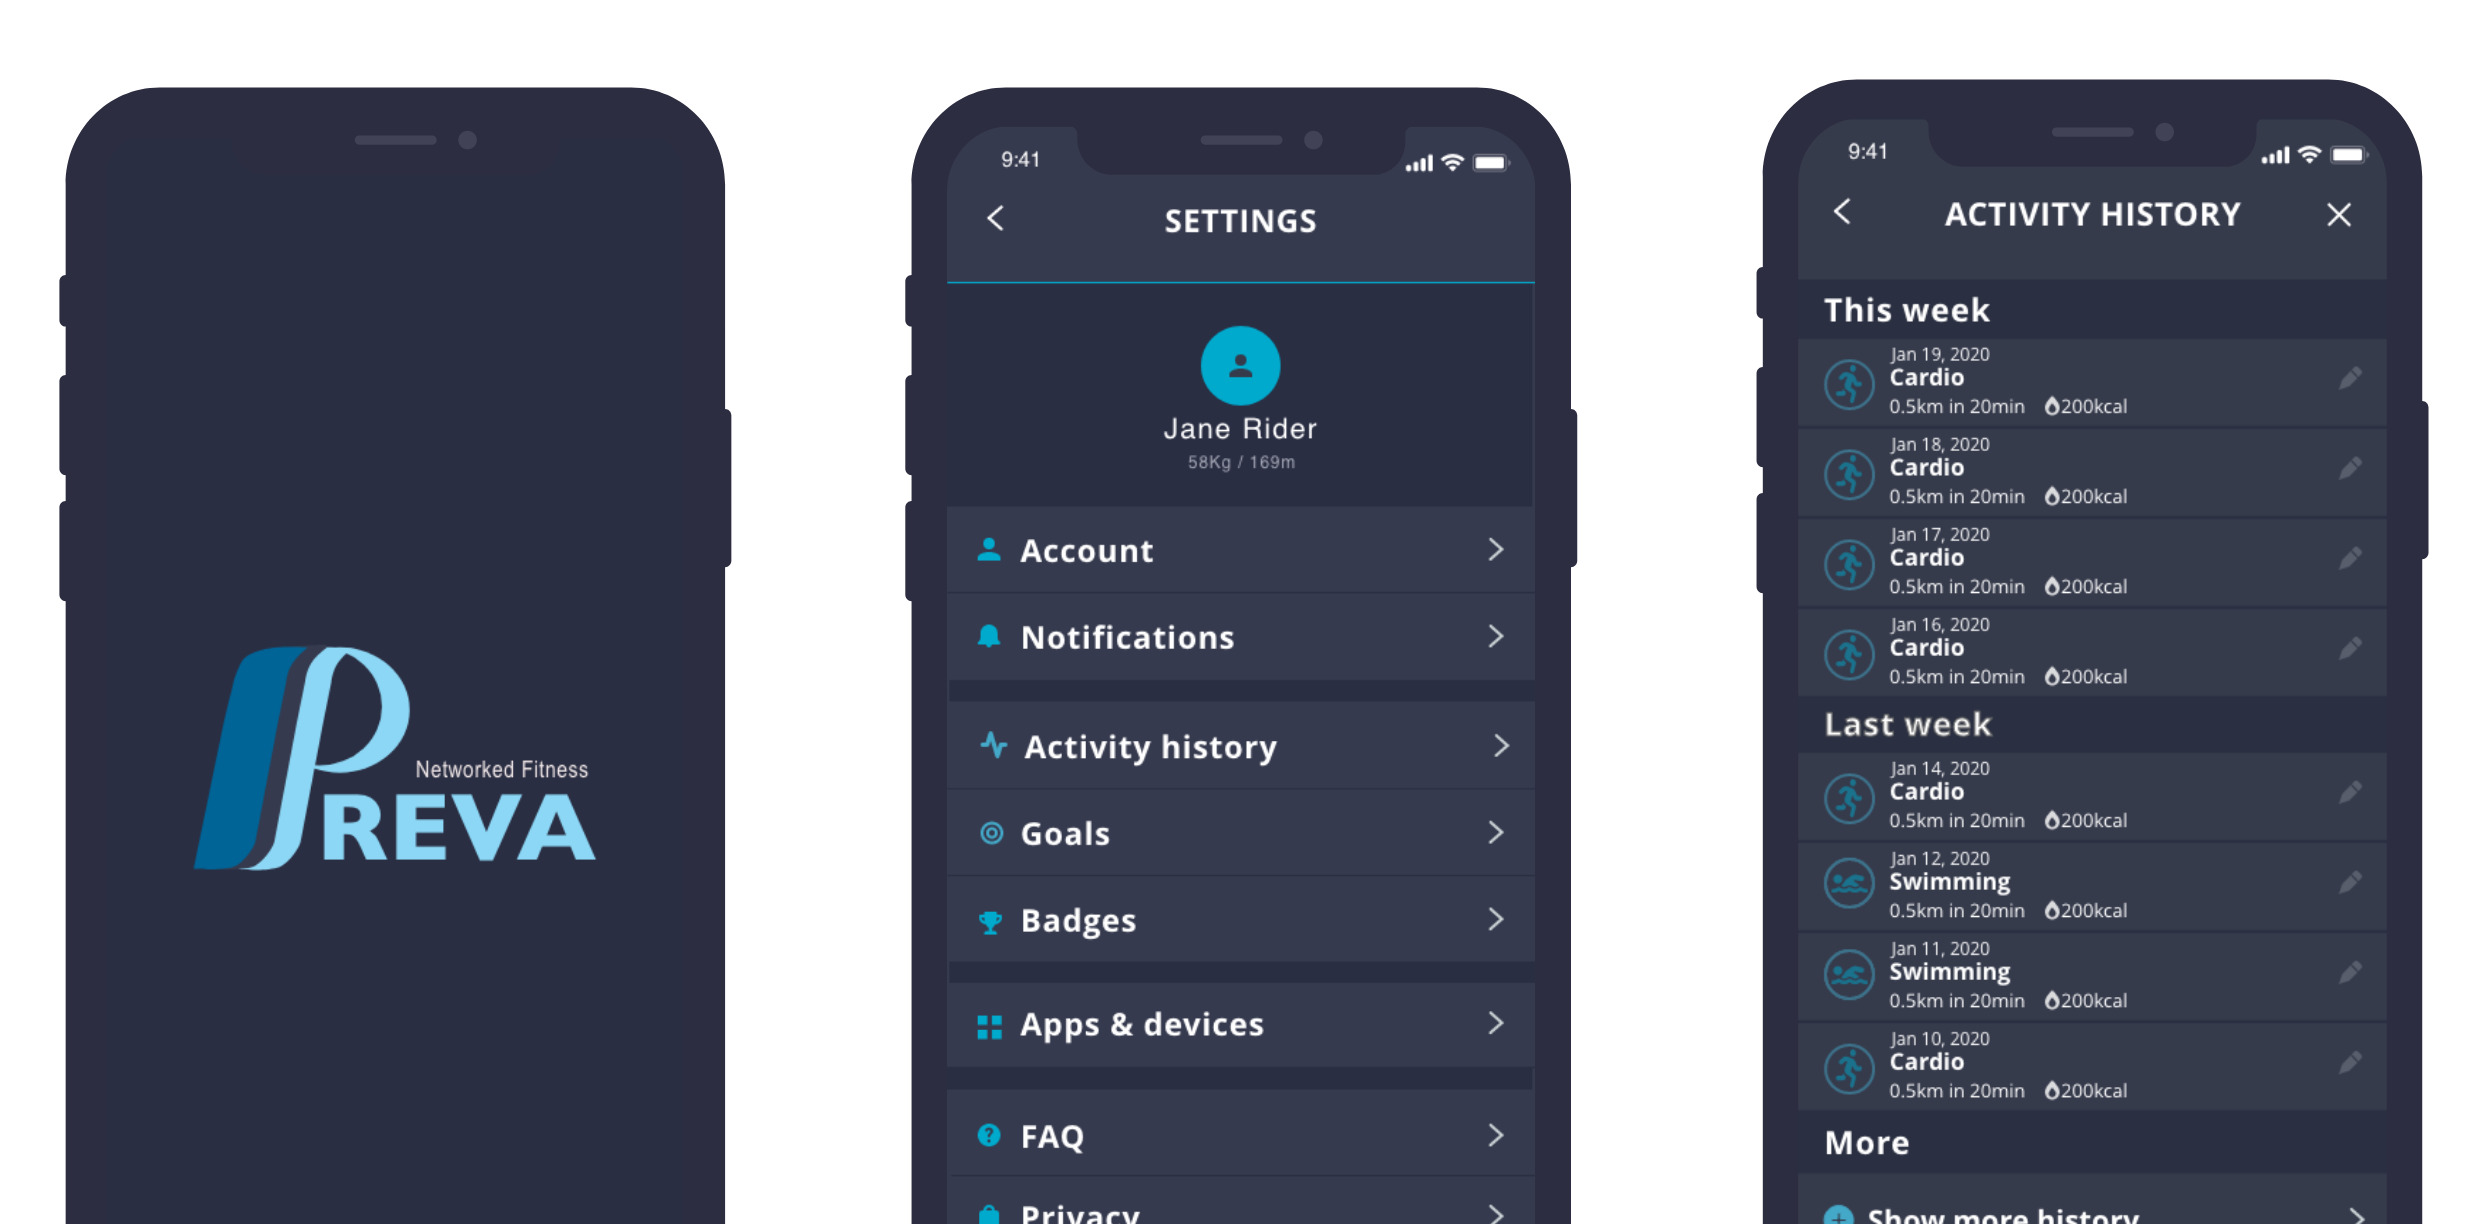 Networked Fitness
PREVA
9:41
SETTINGS
Jane Rider
58Kg / 169m
Account
Notifications
Activity history
Goals
Badges
Apps & devices
FAQ
Privacy
9:41
ACTIVITY HISTORY
This week
Jan 19, 2020
Cardio
0.5km in 20min 200kcal
Jan 18, 2020
Cardio
0.5km in 20min 200kcal
Jan 17, 2020
Cardio
0.5km in 20min 200kcal
Jan 16, 2020
Cardio
0.5km in 20min 200kcal
Last week
Jan 14, 2020
Cardio
0.5km in 20min 200kcal
Jan 12, 2020
Swimming
0.5km in 20min 200kcal
Jan 11, 2020
Swimming
0.5km in 20min 200kcal
Jan 10, 2020
Cardio
0.5km in 20min 200kcal
More
Show more history